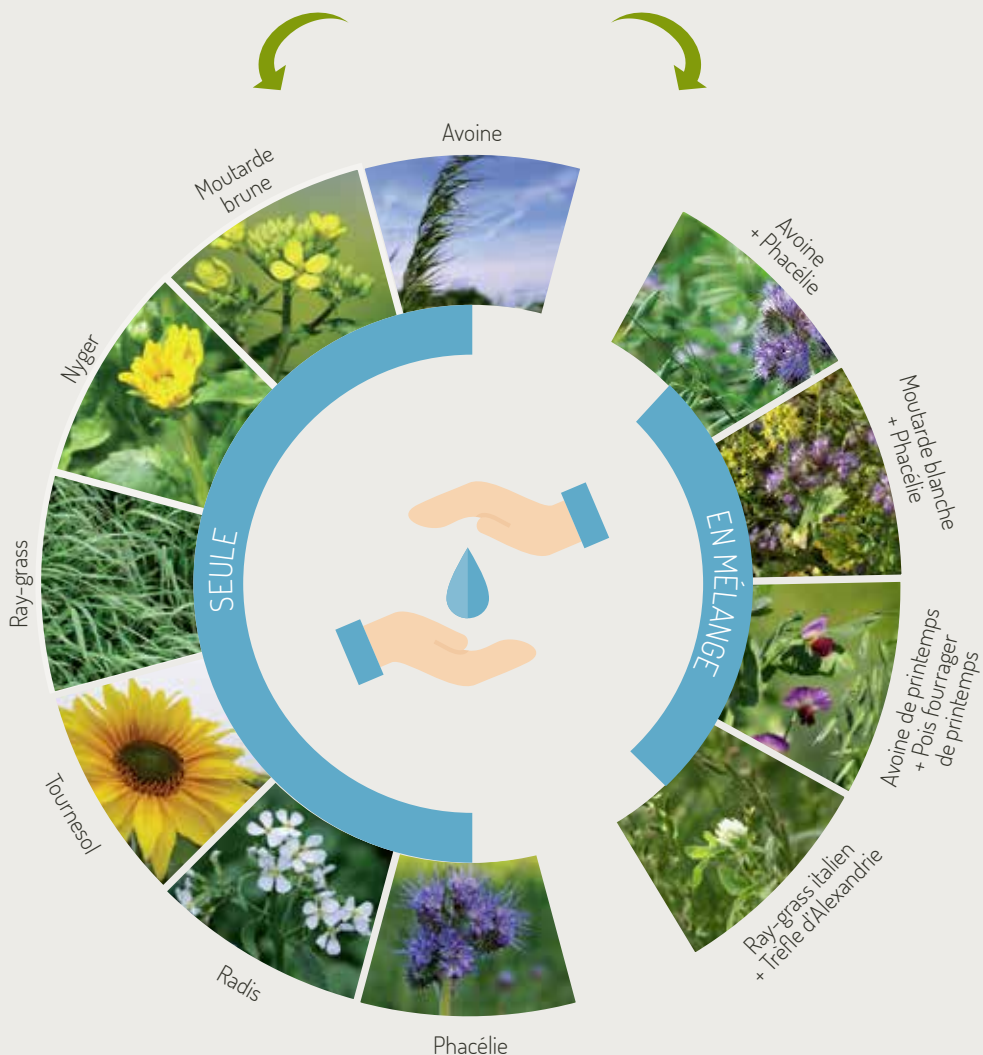 Avoine
Moutarde
brune
Nyger
Ray-grass
Tournesol
Radis
Phacélie
SEULE
Avoine
+ Phacélie
Moutarde blanche
+ Phacélie
Avoine de printemps
+ Pois fourrager
de printemps
Ray-grass italien
+ Trèfle d'Alexandrie
EN MÉLANGE